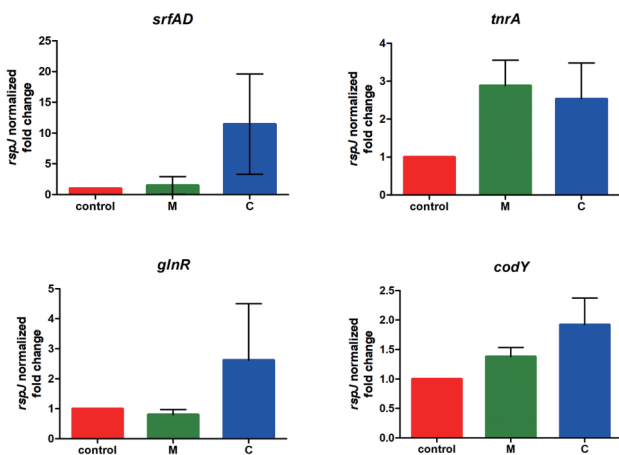 srfAD
rspJ normalized
fold change
25
20
15
10
5
0
control M C
tnrA
rspJ normalized
fold change
4
3
2
1
0
control M C
glnR
rspJ normalized
fold change
5
4
3
2
1
0
control M C
codY
rspJ normalized
fold change
2.5
2.0
1.5
1.0
0.5
0.0
control M C